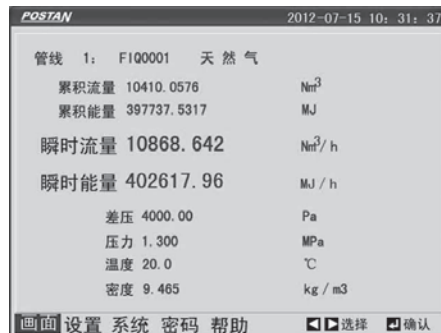 POSTAN 2012-07-15 10: 31: 37
管线 1: FIQ0001 天然气
累积流量 10410.0576 Nm³
累积能量 397737.5317 MJ
瞬时流量 10868.642 Nm³/h
瞬时能量 402617.96 MJ/h
差压 4000.00 Pa
压力 1.300 MPa
温度 20.0 ℃
密度 9.465 kg/m3
画面 设置 系统 密码 帮助 ◀▶选择 确认